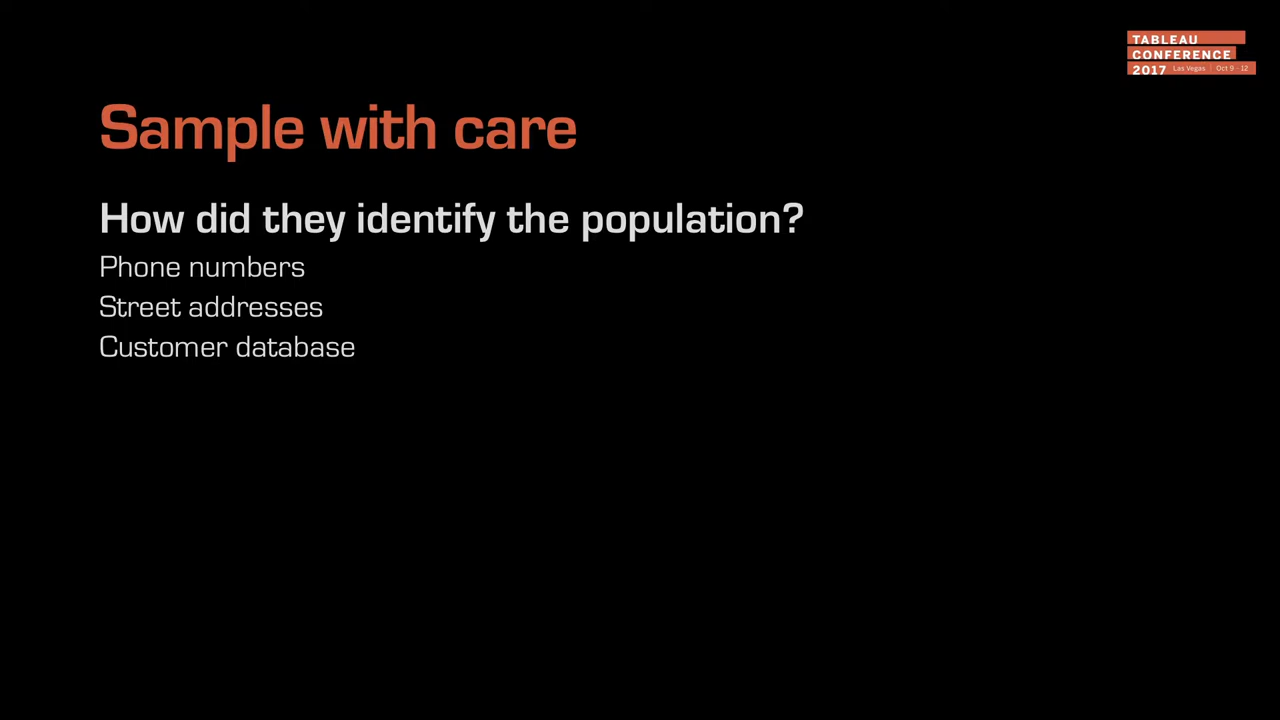 TABLEAU
CONFERENCE
2017 Las Vegas | Oct 9 - 12
Sample with care
How did they identify the population?
Phone numbers
Street addresses
Customer database